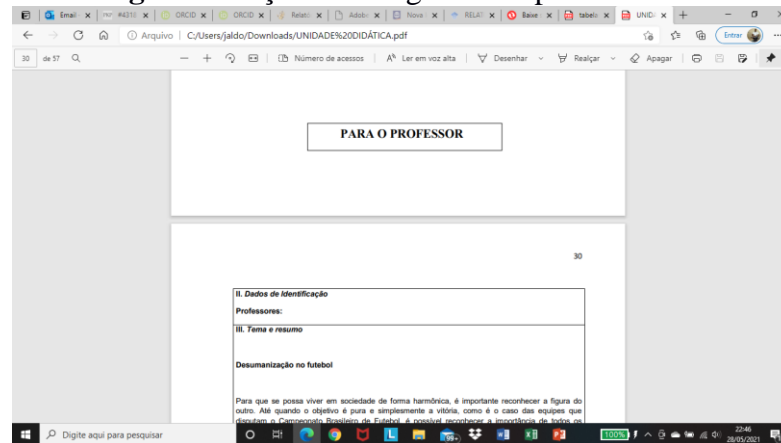 Email
#4318
ORCID
ORCID
Relató
Adobe
Nova
RELAT
Baixe
tabela
UNID
Arquivo C:/Users/jaldo/Downloads/UNIDADE%20DIDÁTICA.pdf
Entrar
30 de 57
Número de acessos
Ler em voz alta
Desenhar
Realçar
Apagar
PARA O PROFESSOR
30
II. Dados de Identificação
Professores:
III. Tema e resumo
Desumanização no futebol
Para que se possa viver em sociedade de forma harmônica, é importante reconhecer a figura do
outro. Até quando o objetivo é pura e simplesmente a vitória, como é o caso das equipes que
disputam o Campeonato Brasileiro de Futebol, é possível reconhecer a importância de todos os
Digite aqui para pesquisar
99+
100%
22:46
28/05/2021